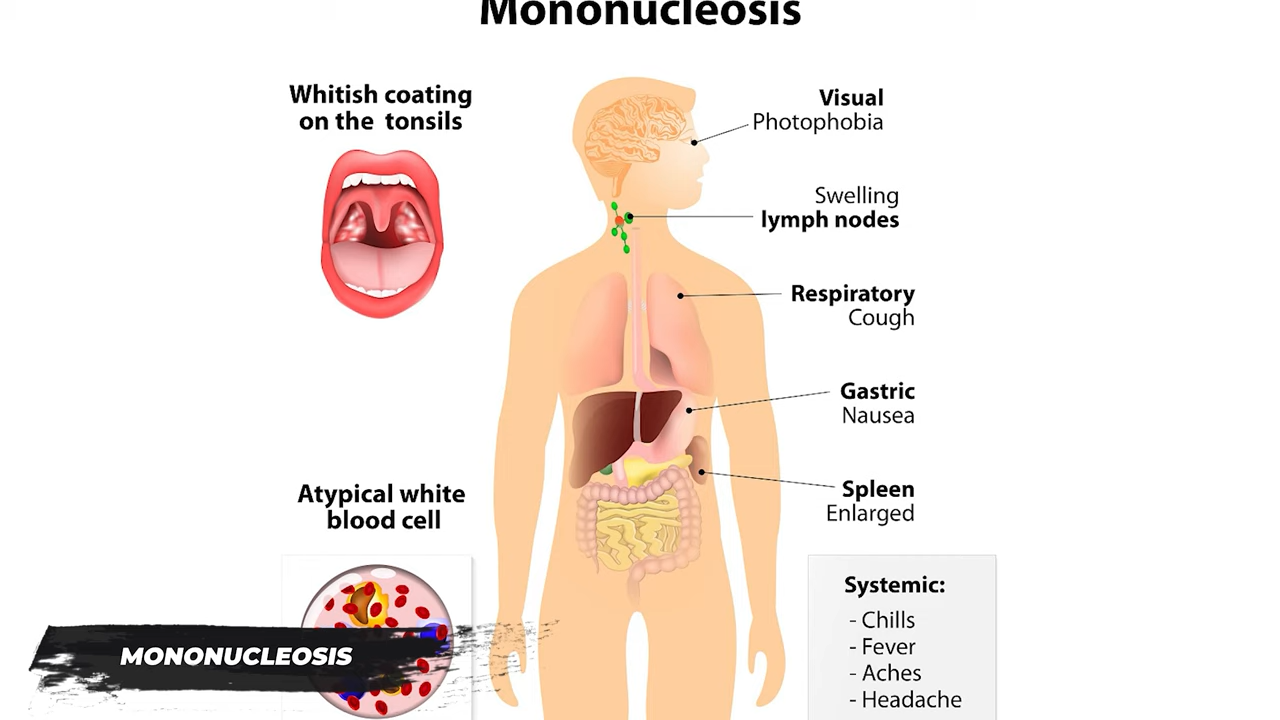 Mononucleosis
Whitish coating
on the tonsils
Visual
Photophobia
Swelling
lymph nodes
Respiratory
Cough
Gastric
Nausea
Spleen
Enlarged
Atypical white
blood cell
Systemic:
- Chills
- Fever
- Aches
- Headache
MONONUCLEOSIS